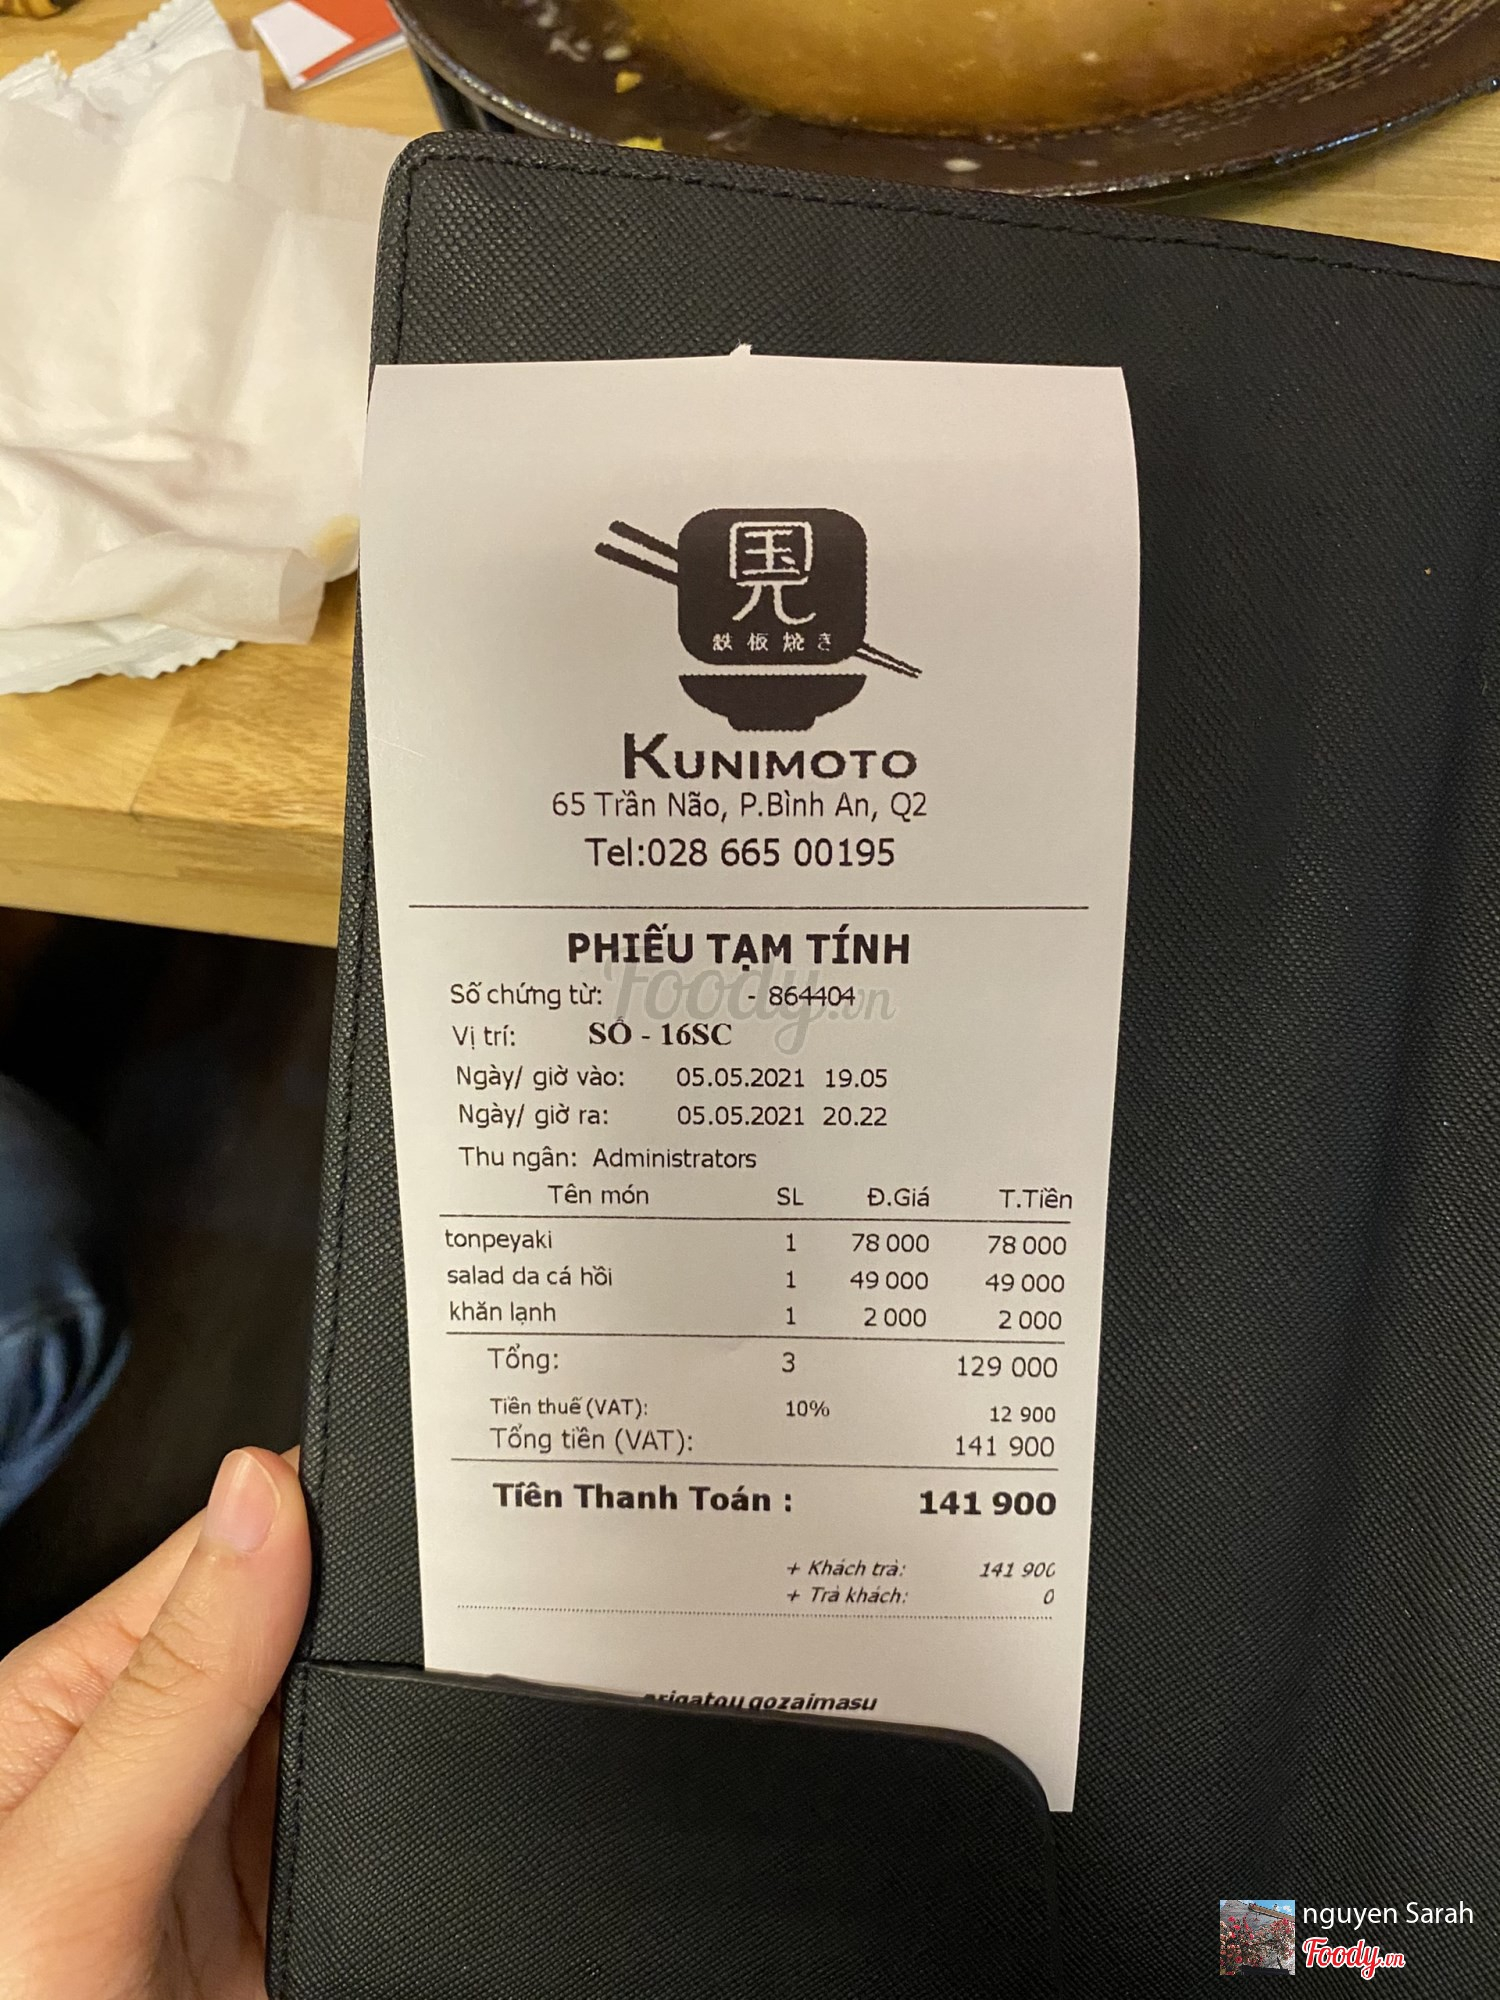 国元
鉄板焼き
KUNIMOTO
65 Trần Não, P.Bình An, Q2
Tel:028 665 00195
PHIẾU TẠM TÍNH
Foody.vn
Số chứng từ: - 864404
Vị trí: SỐ - 16SC
Ngày/ giờ vào: 05.05.2021 19.05
Ngày/ giờ ra: 05.05.2021 20.22
Thu ngân: Administrators
Tên món SL Đ.Giá T.Tiền
tonpeyaki 1 78 000 78 000
salad da cá hồi 1 49 000 49 000
khăn lạnh 1 2 000 2 000
Tổng: 3 129 000
Tiền thuế (VAT): 10% 12 900
Tổng tiền (VAT): 141 900
Tiền Thanh Toán : 141 900
+ Khách trả: 141 900
+ Trả khách: 0
arigatou gozaimasu
nguyen Sarah
Foody.vn